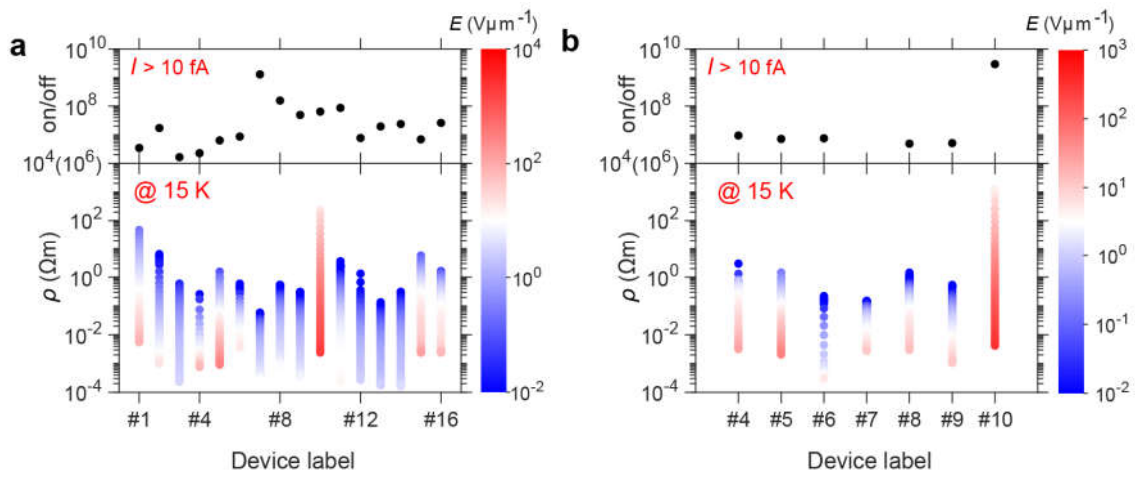 a
E (Vμm⁻¹)
10¹⁰
I > 10 fA
on/off
10⁸
10⁴(10⁶)
@ 15 K
ρ (Ωm)
10²
10⁰
10⁻²
10⁻⁴
#1 #4 #8 #12 #16
Device label
10⁴
10²
10⁰
10⁻²
b
E (Vμm⁻¹)
10¹⁰
I > 10 fA
on/off
10⁸
10⁴(10⁶)
@ 15 K
ρ (Ωm)
10²
10⁰
10⁻²
10⁻⁴
#4 #5 #6 #7 #8 #9 #10
Device label
10³
10²
10¹
10⁰
10⁻¹
10⁻²